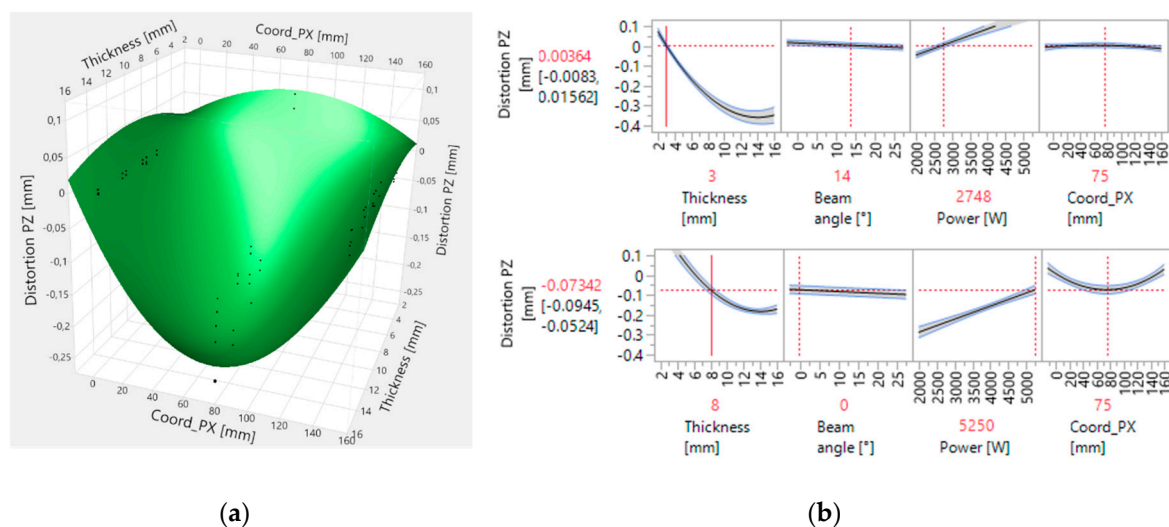 Thickness [mm]
Coord_PX [mm]
16 14 12 10 8 6 4 2
0 20 40 60 80 100 120 140 160
0,1
0,05
0
-0,05
-0,1
-0,15
-0,2
-0,25
Distortion PZ [mm]
0,1
0,05
0
-0,05
-0,1
-0,15
-0,2
-0,25
Distortion PZ [mm]
2
4
6
8
10
12
14
16
Thickness [mm]
0 20 40 60 80 100 120 140 160
Coord_PX [mm]
(a)
Distortion PZ
[mm]
0.00364
[-0.0083,
0.01562]
0.1
0
-0.1
-0.2
-0.3
-0.4
2 4 6 8 10 12 14 16
0 5 10 15 20 25
2000 2500 3000 3500 4000 4500 5000
0 20 40 60 80 100 120 140 160
3 14 2748 75
Thickness [mm]
Beam angle [°]
Power [W]
Coord_PX [mm]
Distortion PZ
[mm]
-0.07342
[-0.0945,
-0.0524]
0.1
0
-0.1
-0.2
-0.3
-0.4
2 4 6 8 10 12 14 16
0 5 10 15 20 25
2000 2500 3000 3500 4000 4500 5000
0 20 40 60 80 100 120 140 160
8 0 5250 75
Thickness [mm]
Beam angle [°]
Power [W]
Coord_PX [mm]
(b)